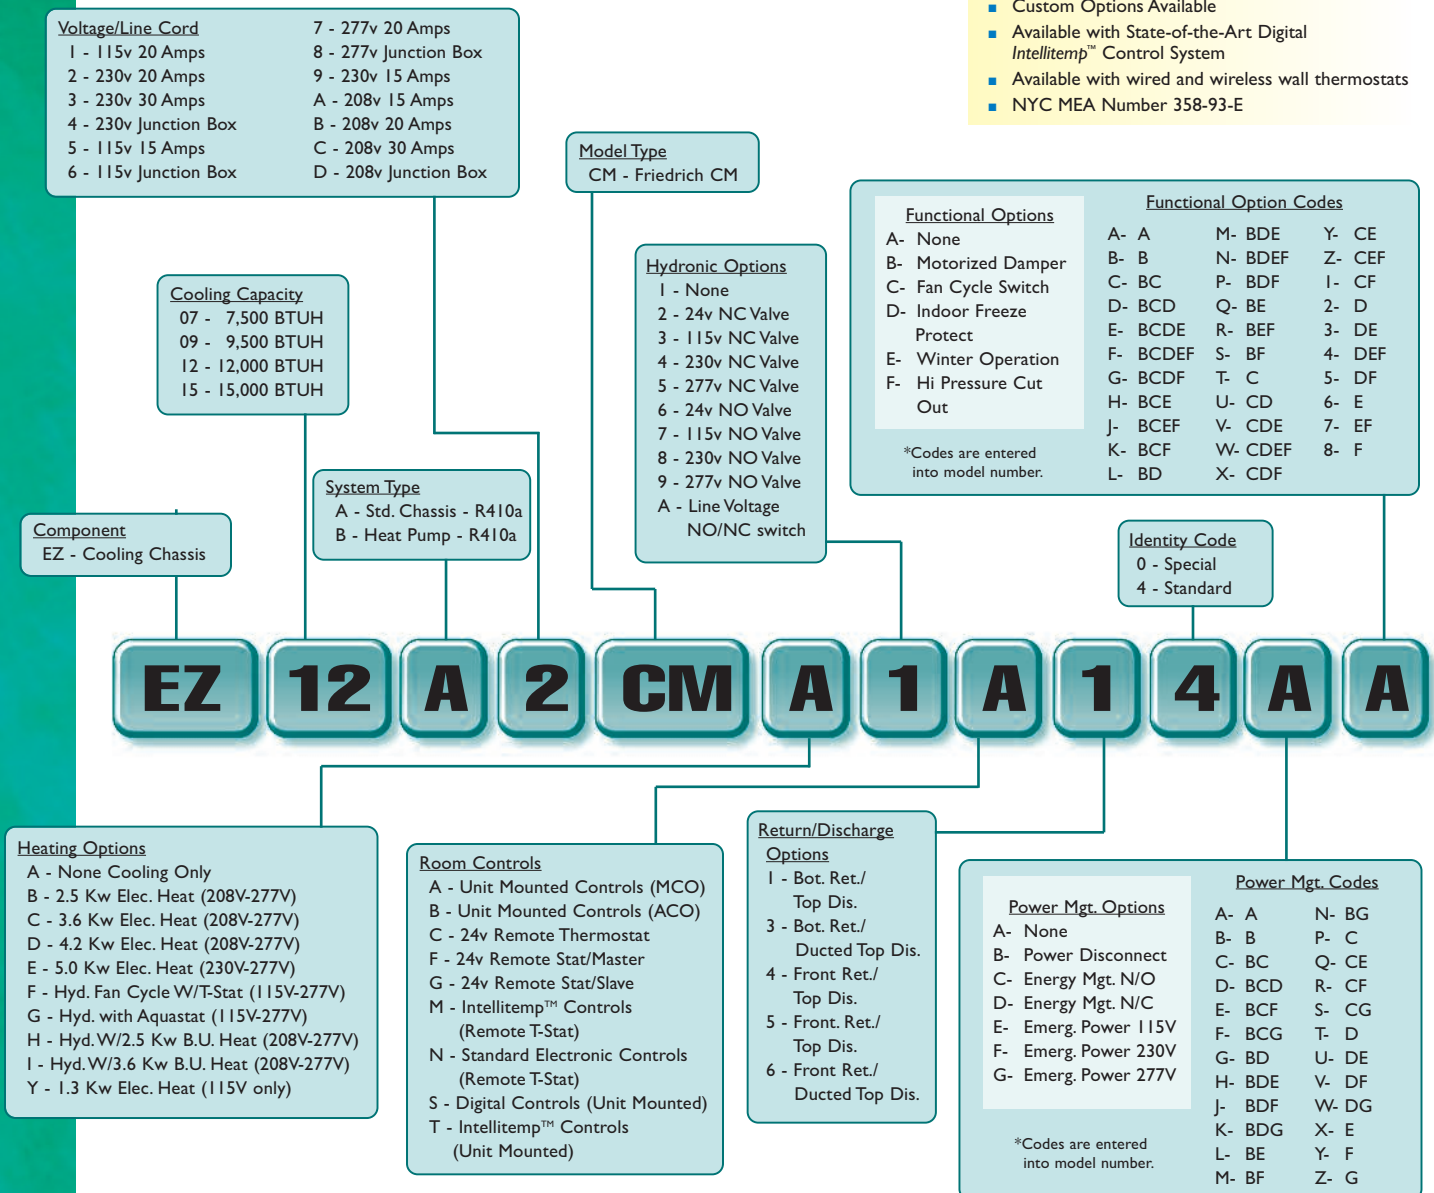 Custom Options Available
Available with State-of-the-Art Digital
Intellitemp™ Control System
Available with wired and wireless wall thermostats
NYC MEA Number 358-93-E
Voltage/Line Cord
1 - 115v 20 Amps
2 - 230v 20 Amps
3 - 230v 30 Amps
4 - 230v Junction Box
5 - 115v 15 Amps
6 - 115v Junction Box
7 - 277v 20 Amps
8 - 277v Junction Box
9 - 230v 15 Amps
A - 208v 15 Amps
B - 208v 20 Amps
C - 208v 30 Amps
D - 208v Junction Box
Model Type
CM - Friedrich CM
Functional Options
A- None
B- Motorized Damper
C- Fan Cycle Switch
D- Indoor Freeze
Protect
E- Winter Operation
F- Hi Pressure Cut
Out
*Codes are entered
into model number.
Functional Option Codes
A- A
B- B
C- BC
D- BCD
E- BCDE
F- BCDEF
G- BCDF
H- BCE
J- BCEF
K- BCF
L- BD
M- BDE
N- BDEF
P- BDF
Q- BE
R- BEF
S- BF
T- C
U- CD
V- CDE
W- CDEF
X- CDF
Y- CE
Z- CEF
1- CF
2- D
3- DE
4- DEF
5- DF
6- E
7- EF
8- F
Cooling Capacity
07 - 7,500 BTUH
09 - 9,500 BTUH
12 - 12,000 BTUH
15 - 15,000 BTUH
Hydronic Options
1 - None
2 - 24v NC Valve
3 - 115v NC Valve
4 - 230v NC Valve
5 - 277v NC Valve
6 - 24v NO Valve
7 - 115v NO Valve
8 - 230v NO Valve
9 - 277v NO Valve
A - Line Voltage
NO/NC switch
System Type
A - Std. Chassis - R410a
B - Heat Pump - R410a
Component
EZ - Cooling Chassis
Identity Code
0 - Special
4 - Standard
EZ 12 A 2 CM A 1 A 1 4 A A
Heating Options
A - None Cooling Only
B - 2.5 Kw Elec. Heat (208V-277V)
C - 3.6 Kw Elec. Heat (208V-277V)
D - 4.2 Kw Elec. Heat (208V-277V)
E - 5.0 Kw Elec. Heat (230V-277V)
F - Hyd. Fan Cycle W/T-Stat (115V-277V)
G - Hyd. with Aquastat (115V-277V)
H - Hyd. W/2.5 Kw B.U. Heat (208V-277V)
I - Hyd. W/3.6 Kw B.U. Heat (208V-277V)
Y - 1.3 Kw Elec. Heat (115V only)
Room Controls
A - Unit Mounted Controls (MCO)
B - Unit Mounted Controls (ACO)
C - 24v Remote Thermostat
F - 24v Remote Stat/Master
G - 24v Remote Stat/Slave
M - Intellitemp™ Controls
(Remote T-Stat)
N - Standard Electronic Controls
(Remote T-Stat)
S - Digital Controls (Unit Mounted)
T - Intellitemp™ Controls
(Unit Mounted)
Return/Discharge
Options
1 - Bot. Ret./
Top Dis.
3 - Bot. Ret./
Ducted Top Dis.
4 - Front Ret./
Top Dis.
5 - Front. Ret./
Top Dis.
6 - Front Ret./
Ducted Top Dis.
Power Mgt. Options
A- None
B- Power Disconnect
C- Energy Mgt. N/O
D- Energy Mgt. N/C
E- Emerg. Power 115V
F- Emerg. Power 230V
G- Emerg. Power 277V
*Codes are entered
into model number.
Power Mgt. Codes
A- A
B- B
C- BC
D- BCD
E- BCF
F- BCG
G- BD
H- BDE
J- BDF
K- BDG
L- BE
M- BF
N- BG
P- C
Q- CE
R- CF
S- CG
T- D
U- DE
V- DF
W- DG
X- E
Y- F
Z- G